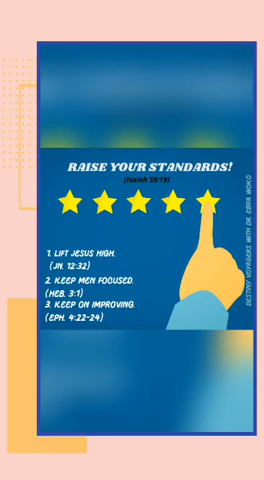 RAISE YOUR STANDARDS!
(Isaiah 59:19)
1. LIFT JESUS HIGH.
(JN. 12:32)
2. KEEP MEN FOCUSED.
(HEB. 3:1)
3. KEEP ON IMPROVING.
(EPH. 4:22-24)
DESTINY VOYAGERS WITH DR. EBIYA WOKO